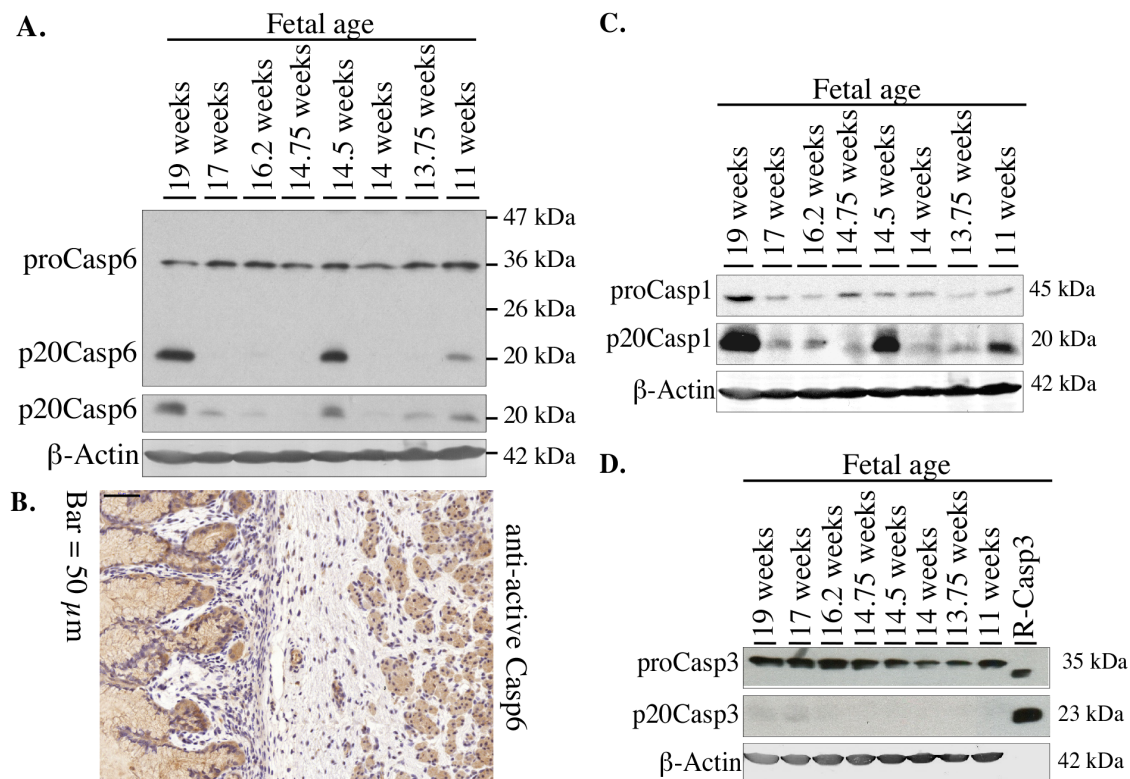 A.
Fetal age
19 weeks
17 weeks
16.2 weeks
14.75 weeks
14.5 weeks
14 weeks
13.75 weeks
11 weeks
47 kDa
proCasp6
36 kDa
26 kDa
p20Casp6
20 kDa
p20Casp6
20 kDa
β-Actin
42 kDa
B.
Bar = 50 µm
anti-active Casp6
C.
Fetal age
19 weeks
17 weeks
16.2 weeks
14.75 weeks
14.5 weeks
14 weeks
13.75 weeks
11 weeks
proCasp1
45 kDa
p20Casp1
20 kDa
β-Actin
42 kDa
D.
Fetal age
19 weeks
17 weeks
16.2 weeks
14.75 weeks
14.5 weeks
14 weeks
13.75 weeks
11 weeks
R-Casp3
proCasp3
35 kDa
p20Casp3
23 kDa
β-Actin
42 kDa